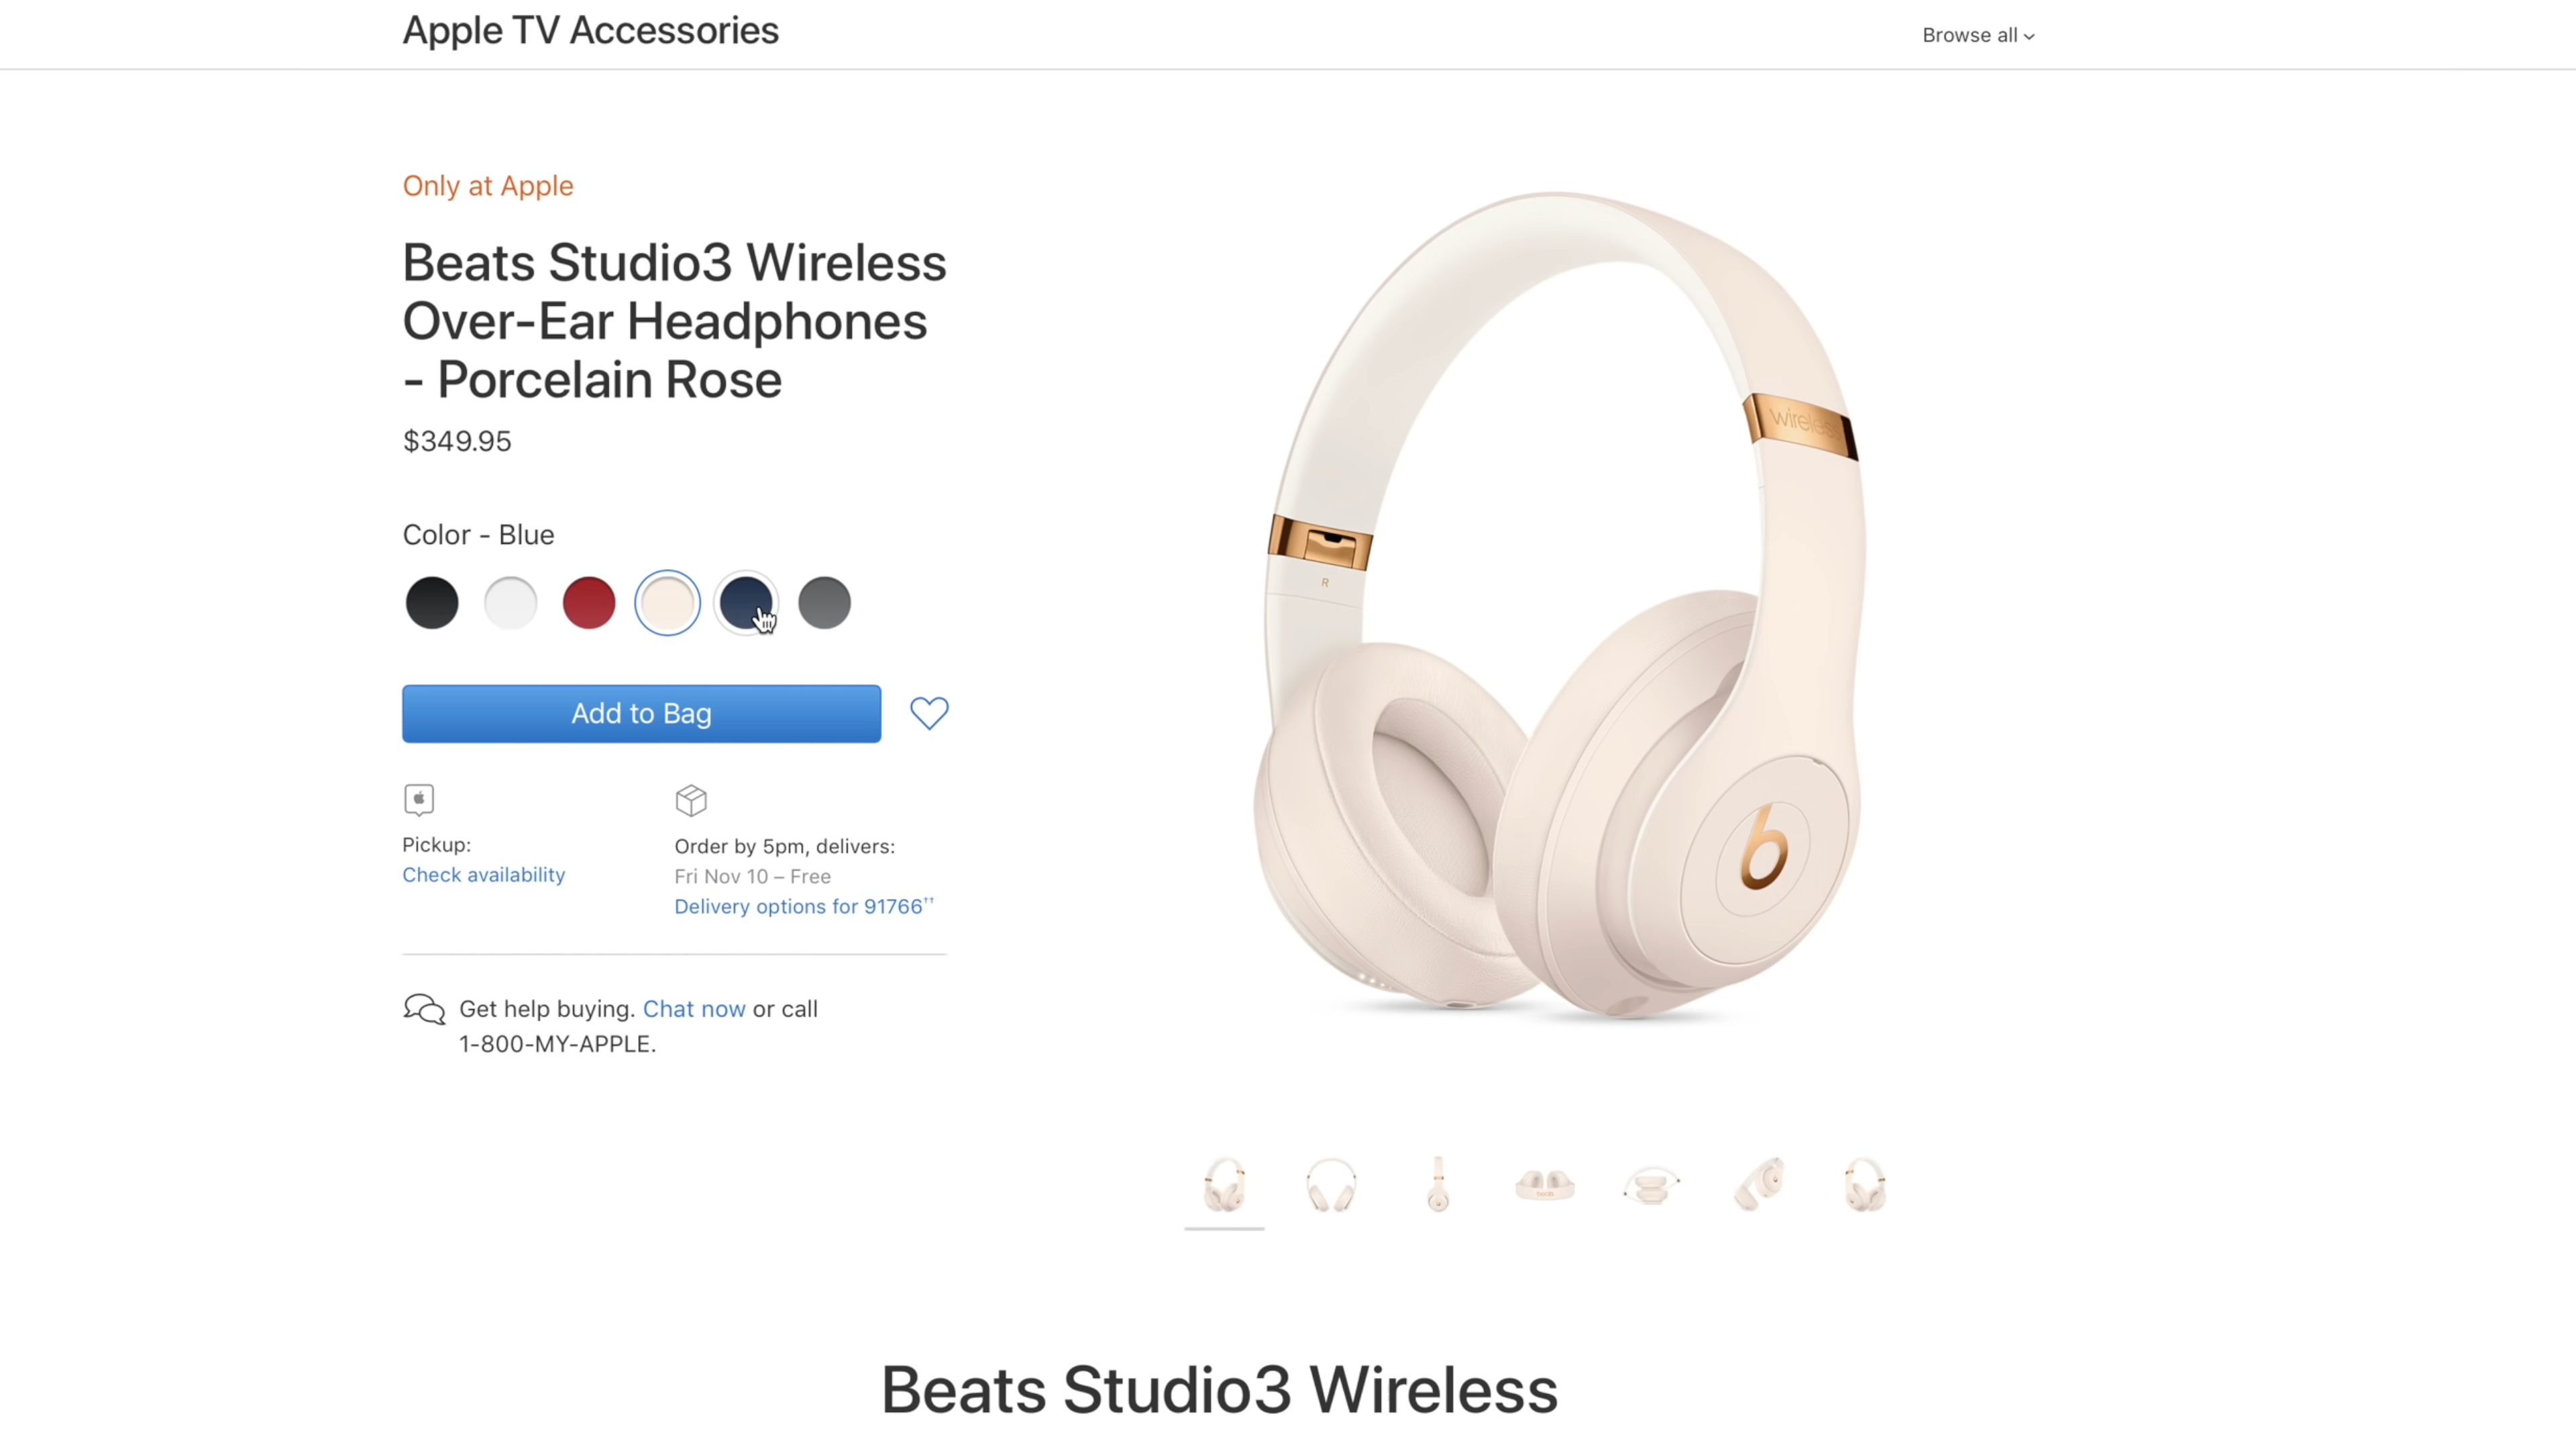 Apple TV Accessories
Browse all
Only at Apple
Beats Studio3 Wireless
Over-Ear Headphones
- Porcelain Rose
$349.95
Color - Blue
Add to Bag
Pickup:
Check availability
Order by 5pm, delivers:
Fri Nov 10 – Free
Delivery options for 91766††
Get help buying. Chat now or call
1-800-MY-APPLE.
wireless
R
b
Beats Studio3 Wireless